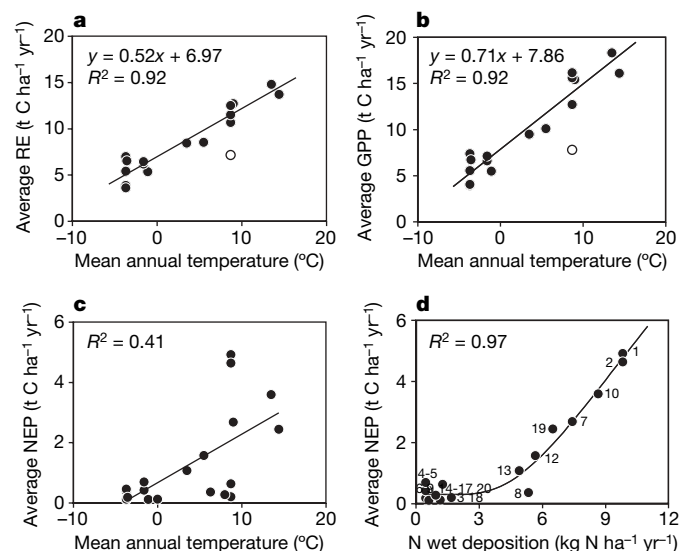 a
y = 0.52x + 6.97
R² = 0.92
Average RE (t C ha⁻¹ yr⁻¹)
20
15
10
5
0
–10 0 10 20
Mean annual temperature (ºC)
b
y = 0.71x + 7.86
R² = 0.92
Average GPP (t C ha⁻¹ yr⁻¹)
20
15
10
5
0
–10 0 10 20
Mean annual temperature (ºC)
c
R² = 0.41
Average NEP (t C ha⁻¹ yr⁻¹)
6
4
2
0
–10 0 10 20
Mean annual temperature (ºC)
d
R² = 0.97
Average NEP (t C ha⁻¹ yr⁻¹)
6
4
2
0
1
2
10
7
19
12
13
8
4-5
14-17 20
3 18
0 3 6 9 12
N wet deposition (kg N ha⁻¹ yr⁻¹)